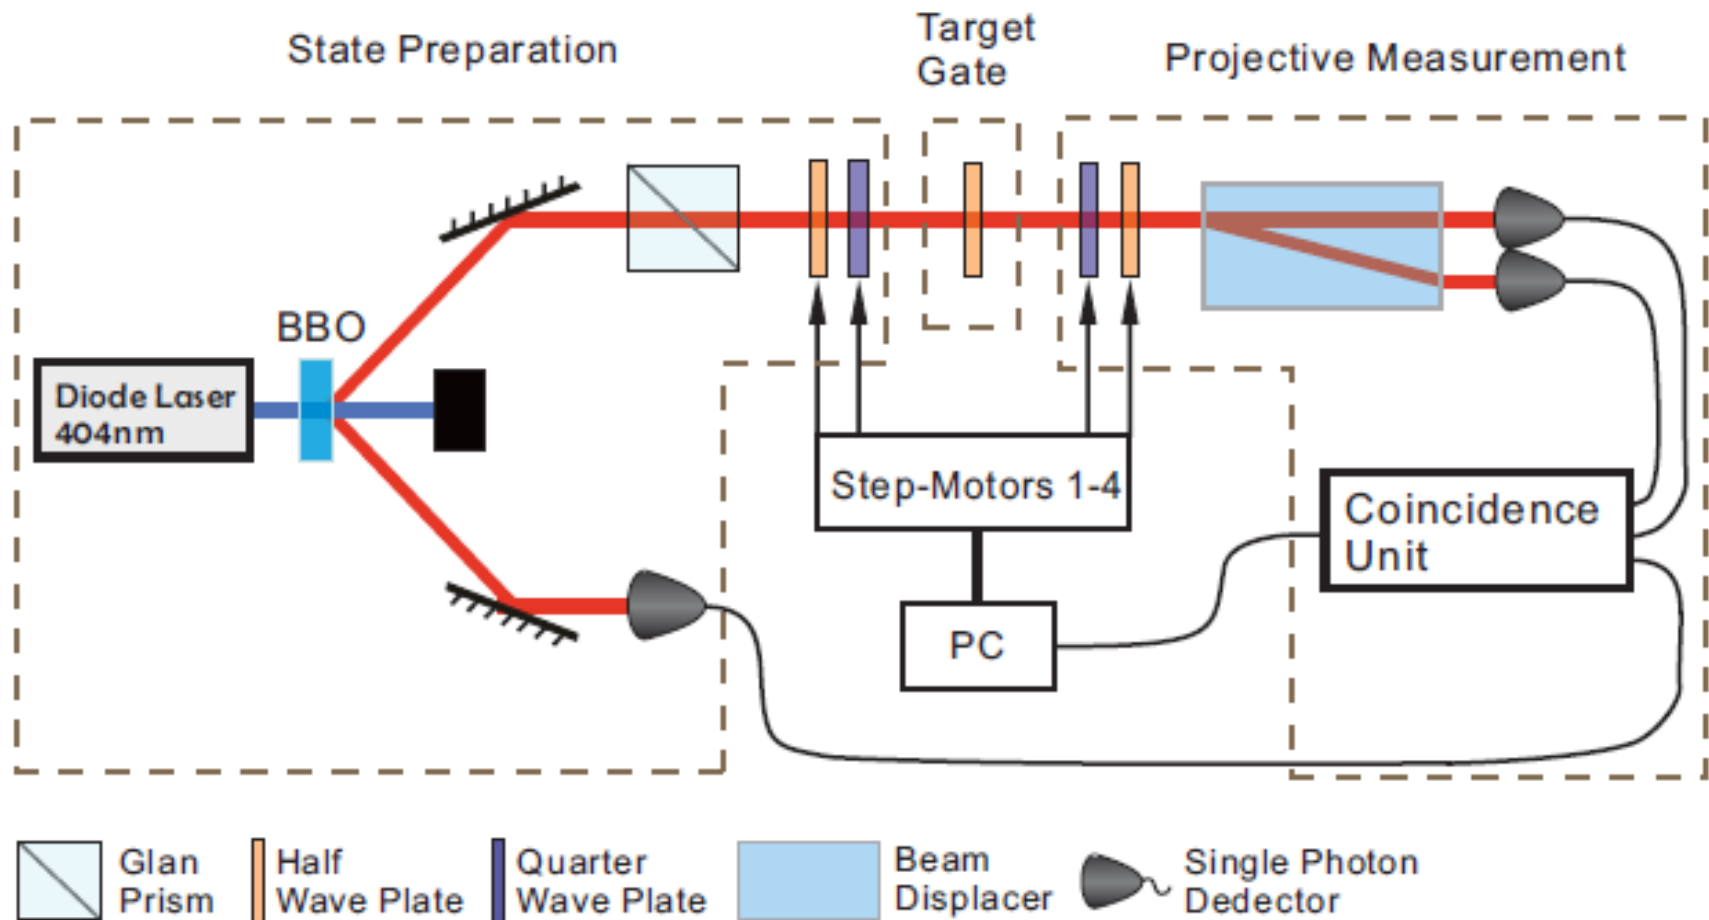 State Preparation
Target
Gate
Projective Measurement
BBO
Diode Laser
404nm
Step-Motors 1-4
Coincidence
Unit
PC
Glan
Prism
Half
Wave Plate
Quarter
Wave Plate
Beam
Displacer
Single Photon
Dedector